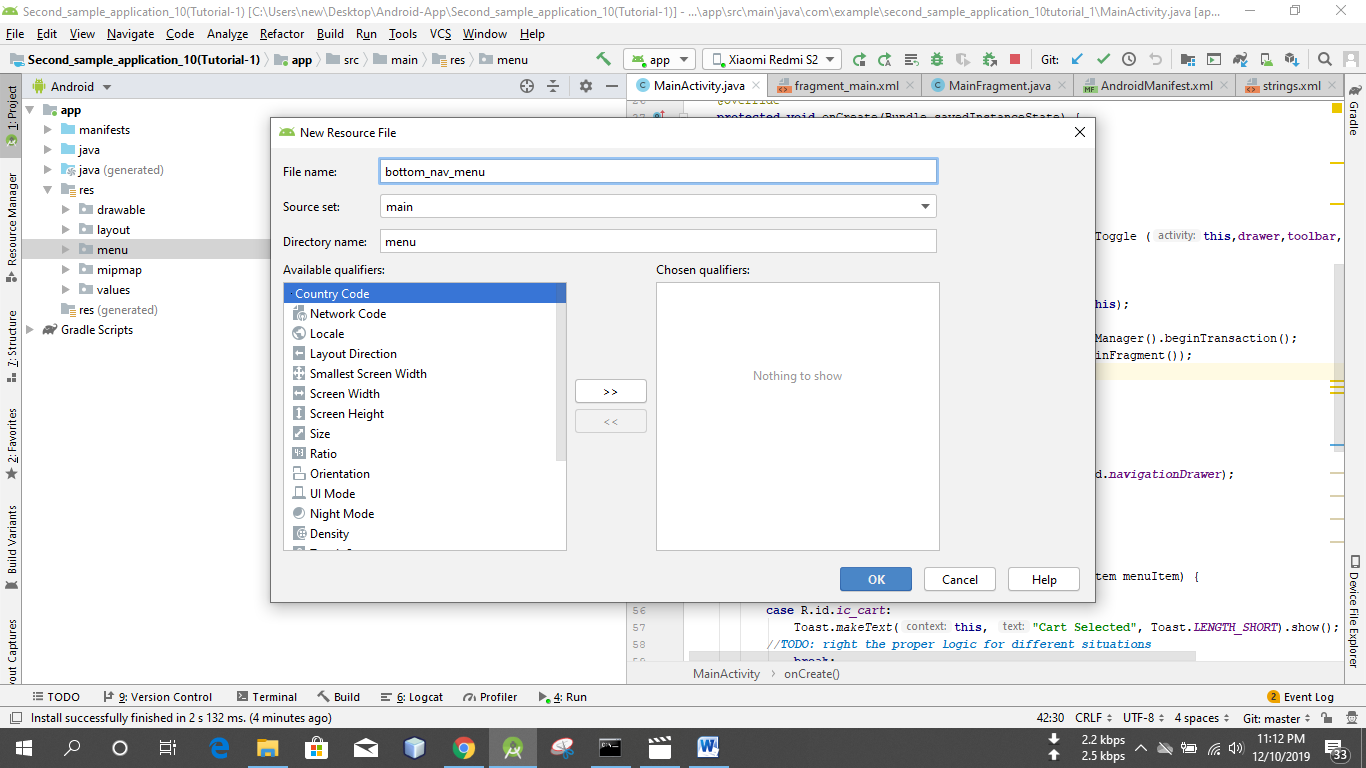 Second_sample_application_10(Tutorial-1) [C:\Users\new\Desktop\Android-App\Second_sample_application_10(Tutorial-1)] - ...\app\src\main\java\com\example\second_sample_application_10tutorial_1\MainActivity.java [ap...
File Edit View Navigate Code Analyze Refactor Build Run Tools VCS Window Help
Second_sample_application_10(Tutorial-1) app src main res menu app Xiaomi Redmi S2 Git:
Android
MainActivity.java fragment_main.xml MainFragment.java AndroidManifest.xml strings.xml
1: Project
Resource Manager
7: Structure
2: Favorites
Build Variants
Gradle
Device File Explorer
app
manifests
java
java (generated)
res
drawable
layout
menu
mipmap
values
res (generated)
Gradle Scripts
@Override
protected void onCreate(Bundle savedInstanceState) {
New Resource File
File name: bottom_nav_menu
Source set: main
Directory name: menu
Available qualifiers:
Chosen qualifiers:
Country Code
Network Code
Locale
Layout Direction
Smallest Screen Width
Screen Width
Screen Height
Size
Ratio
Orientation
UI Mode
Night Mode
Density
>>
<<
Nothing to show
OK Cancel Help
Toggle ( activity: this,drawer,toolbar,
his);
Manager().beginTransaction();
inFragment());
d.navigationDrawer);
tem menuItem) {
56 case R.id.ic_cart:
57 Toast.makeText( context: this, text: "Cart Selected", Toast.LENGTH_SHORT).show();
58 //TODO: right the proper logic for different situations
break;
MainActivity onCreate()
TODO 9: Version Control Terminal Build 6: Logcat Profiler 4: Run 2 Event Log
Install successfully finished in 2 s 132 ms. (4 minutes ago) 42:30 CRLF UTF-8 4 spaces Git: master
2.2 kbps
2.5 kbps
11:12 PM
12/10/2019
33